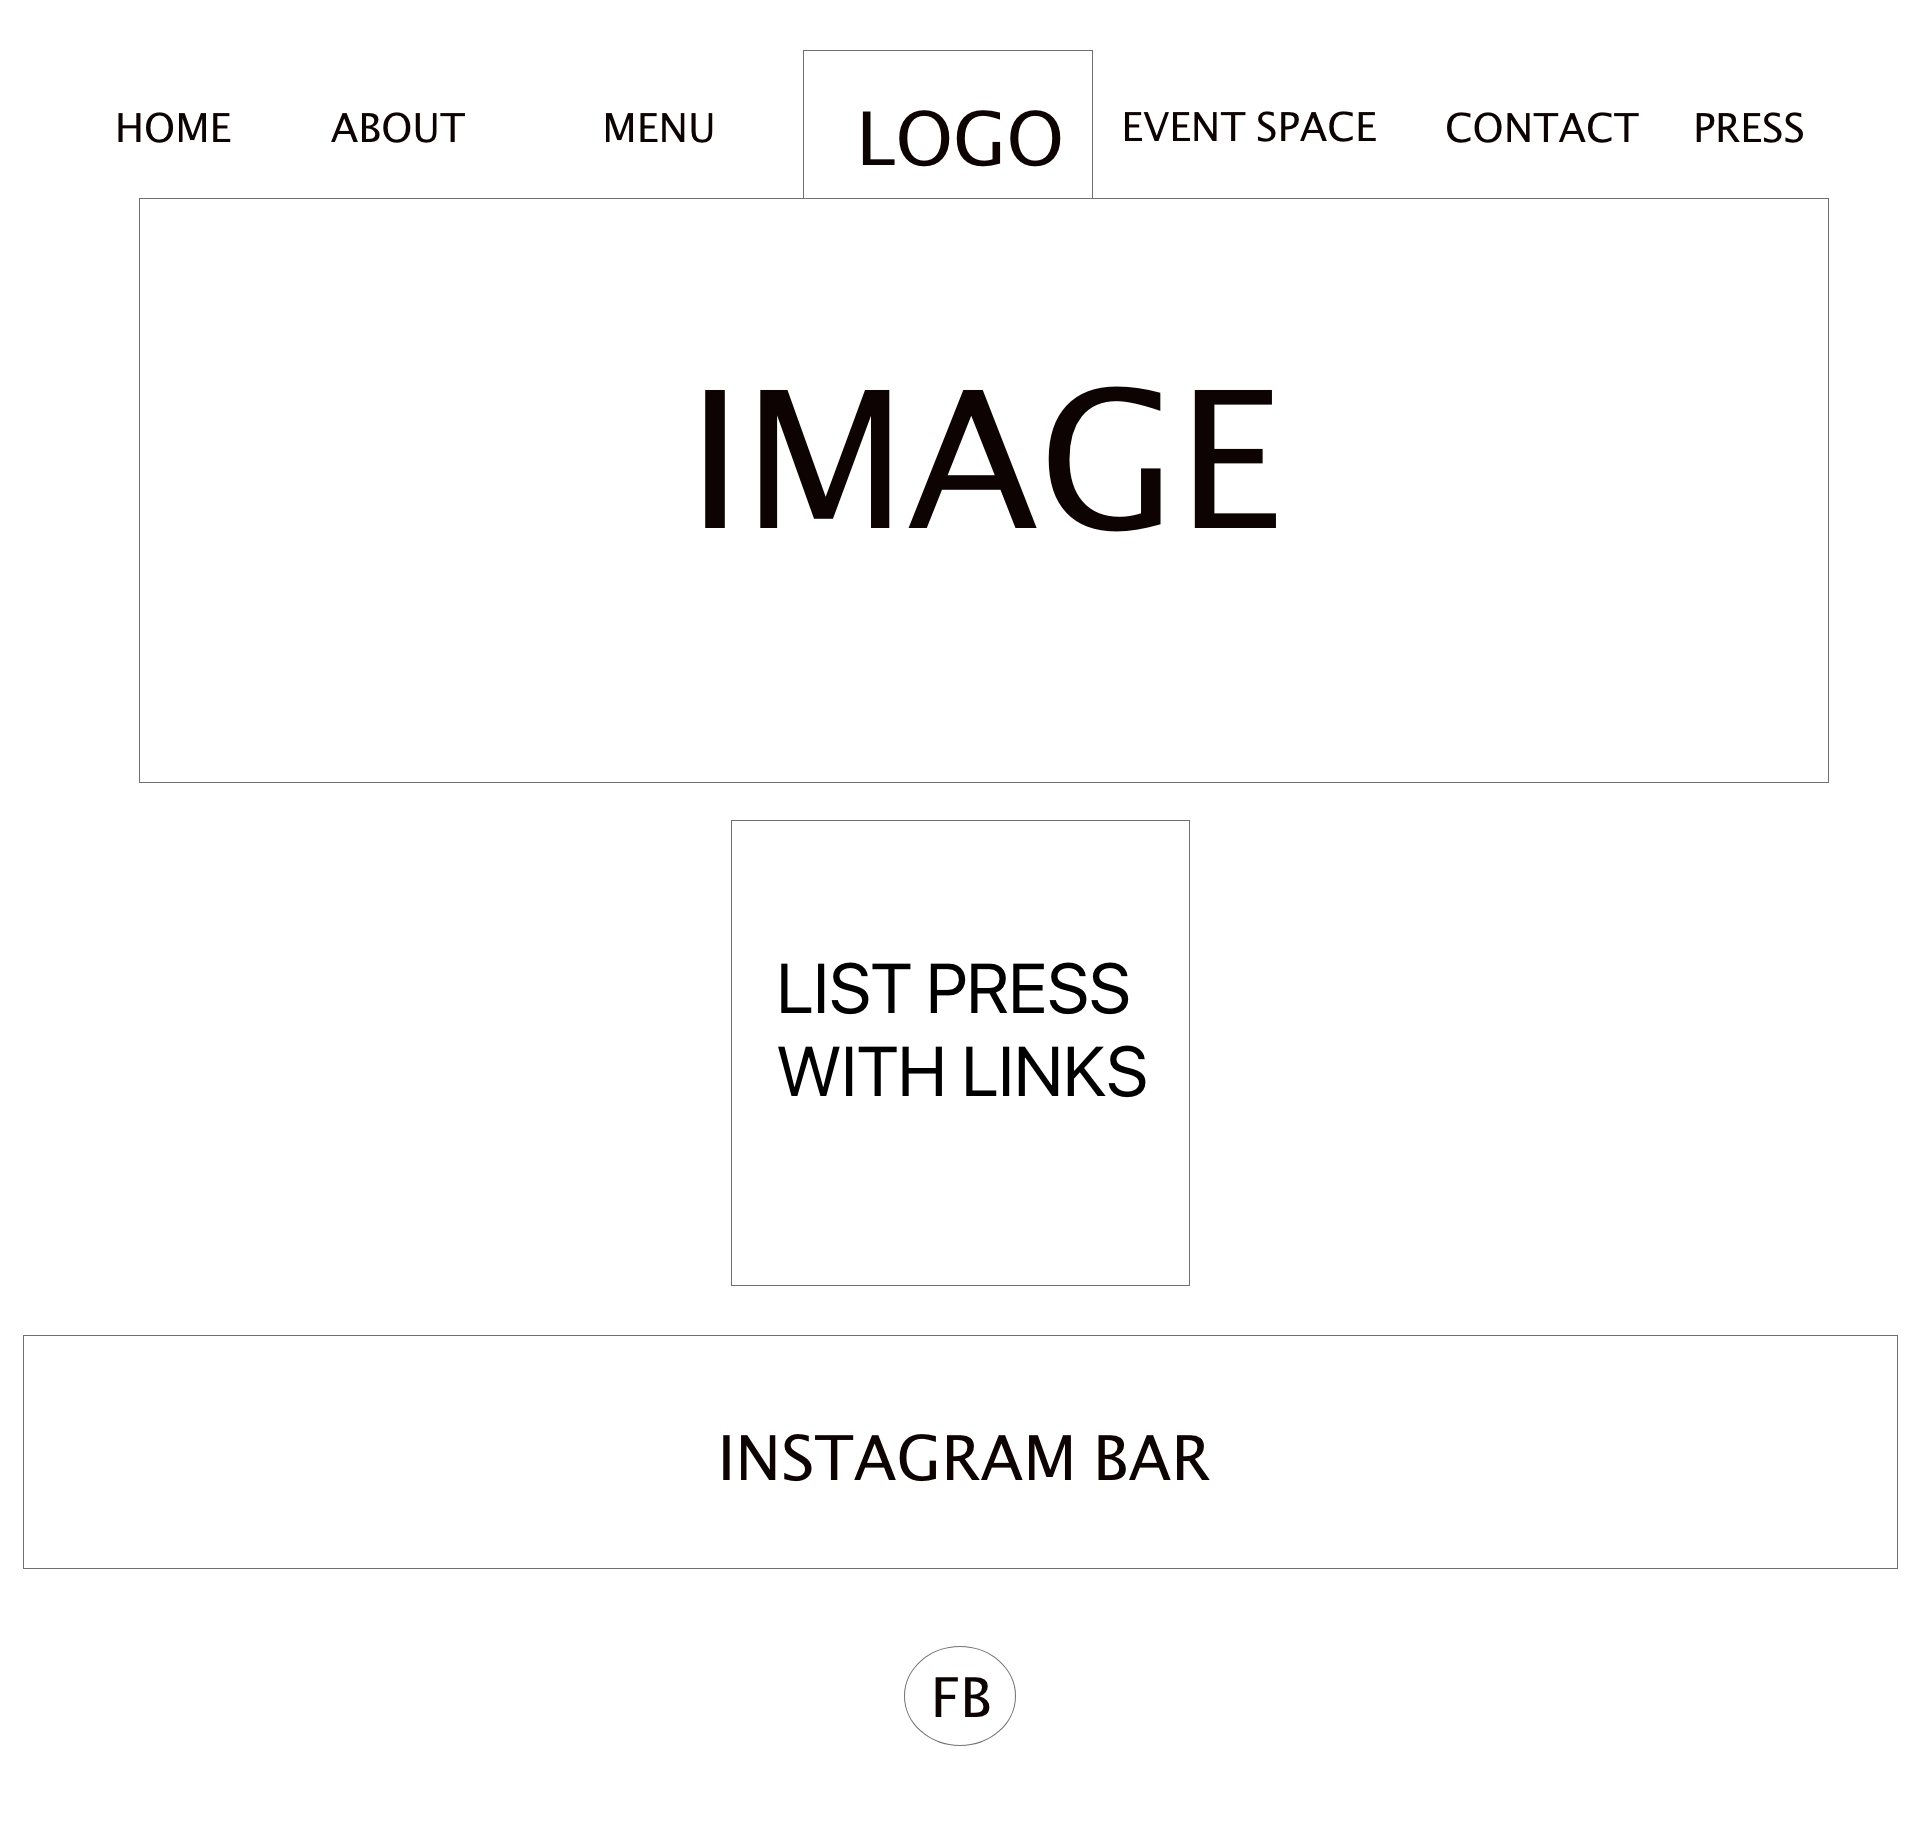 HOME ABOUT MENU LOGO EVENT SPACE CONTACT PRESS
IMAGE
LIST PRESS
WITH LINKS
INSTAGRAM BAR
FB